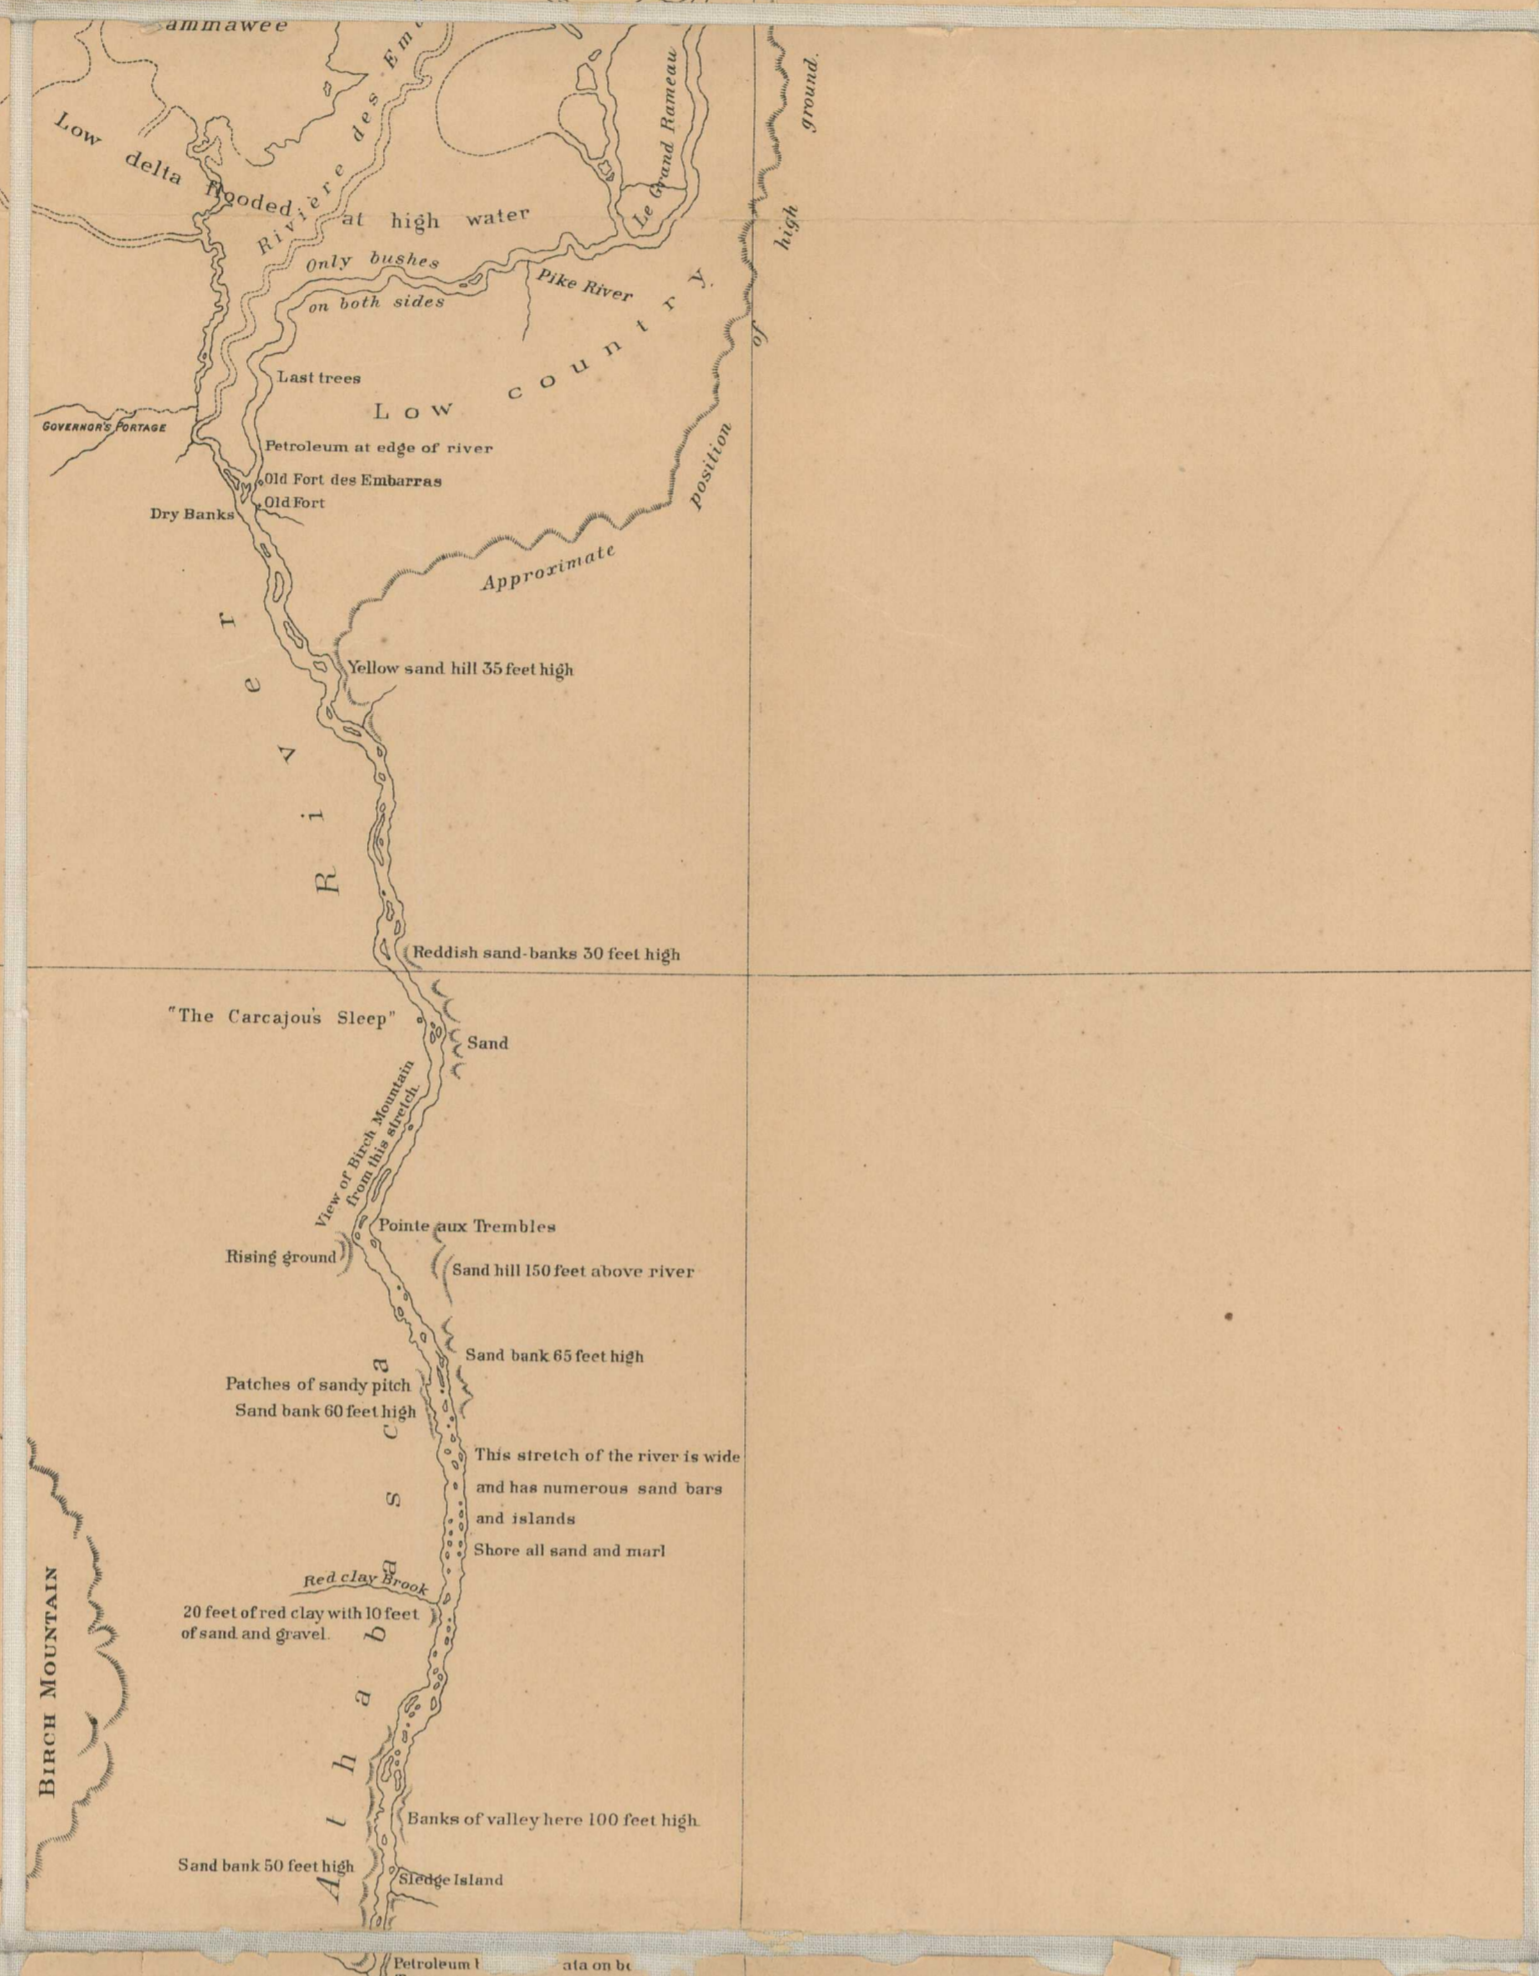 ammawee
Low delta flooded at high water
Riviere des Em
Le Grand Rameau
Approximate position of high ground.
Only bushes
on both sides
Pike River
Last trees
Low country
GOVERNOR'S PORTAGE
Petroleum at edge of river
Old Fort des Embarras
Old Fort
Dry Banks
Yellow sand hill 35 feet high
Athabasca River
Reddish sand-banks 30 feet high
"The Carcajou's Sleep"
Sand
View of Birch Mountain
from this stretch.
Pointe aux Trembles
Rising ground
Sand hill 150 feet above river
Sand bank 65 feet high
Patches of sandy pitch
Sand bank 60 feet high
This stretch of the river is wide
and has numerous sand bars
and islands
Shore all sand and marl
Red clay Brook
20 feet of red clay with 10 feet
of sand and gravel.
BIRCH MOUNTAIN
Banks of valley here 100 feet high.
Sand bank 50 feet high
Sledge Island
Petroleum
ata on be